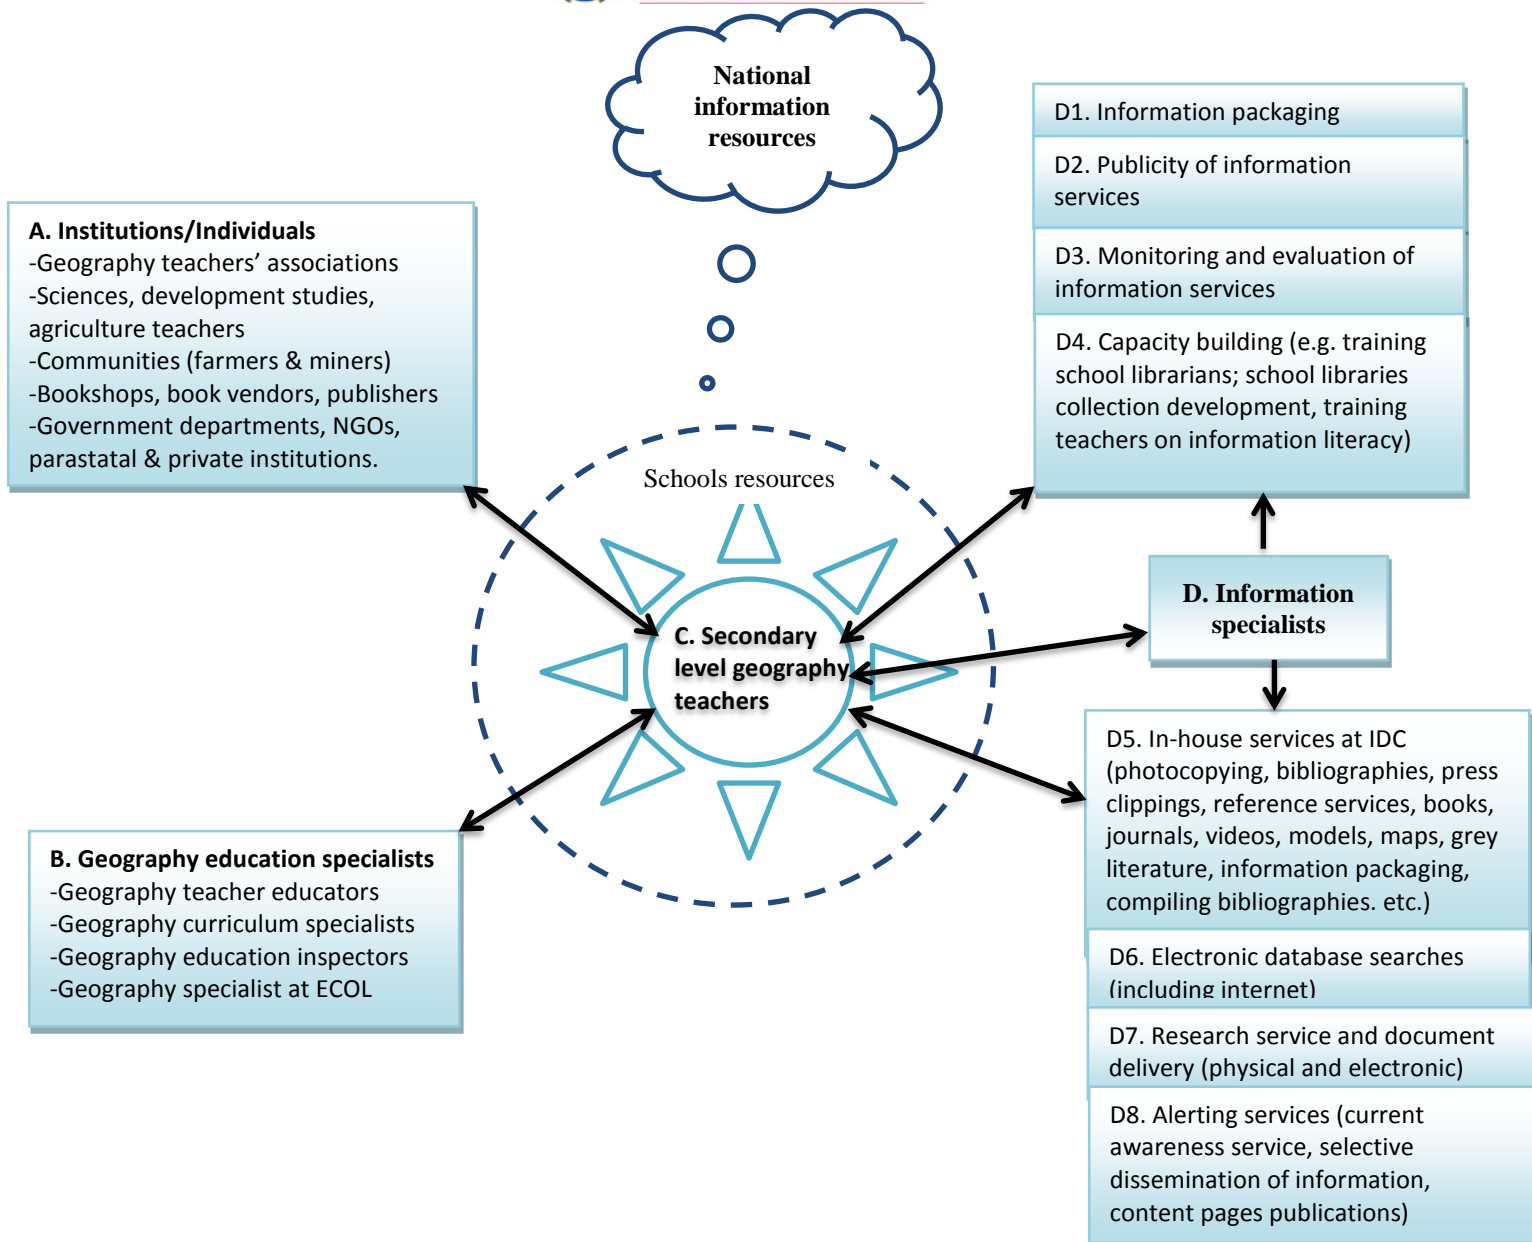 National
information
resources
A. Institutions/Individuals
-Geography teachers’ associations
-Sciences, development studies,
agriculture teachers
-Communities (farmers & miners)
-Bookshops, book vendors, publishers
-Government departments, NGOs,
parastatal & private institutions.
Schools resources
C. Secondary
level geography
teachers
B. Geography education specialists
-Geography teacher educators
-Geography curriculum specialists
-Geography education inspectors
-Geography specialist at ECOL
D1. Information packaging
D2. Publicity of information
services
D3. Monitoring and evaluation of
information services
D4. Capacity building (e.g. training
school librarians; school libraries
collection development, training
teachers on information literacy)
D. Information
specialists
D5. In-house services at IDC
(photocopying, bibliographies, press
clippings, reference services, books,
journals, videos, models, maps, grey
literature, information packaging,
compiling bibliographies. etc.)
D6. Electronic database searches
(including internet)
D7. Research service and document
delivery (physical and electronic)
D8. Alerting services (current
awareness service, selective
dissemination of information,
content pages publications)